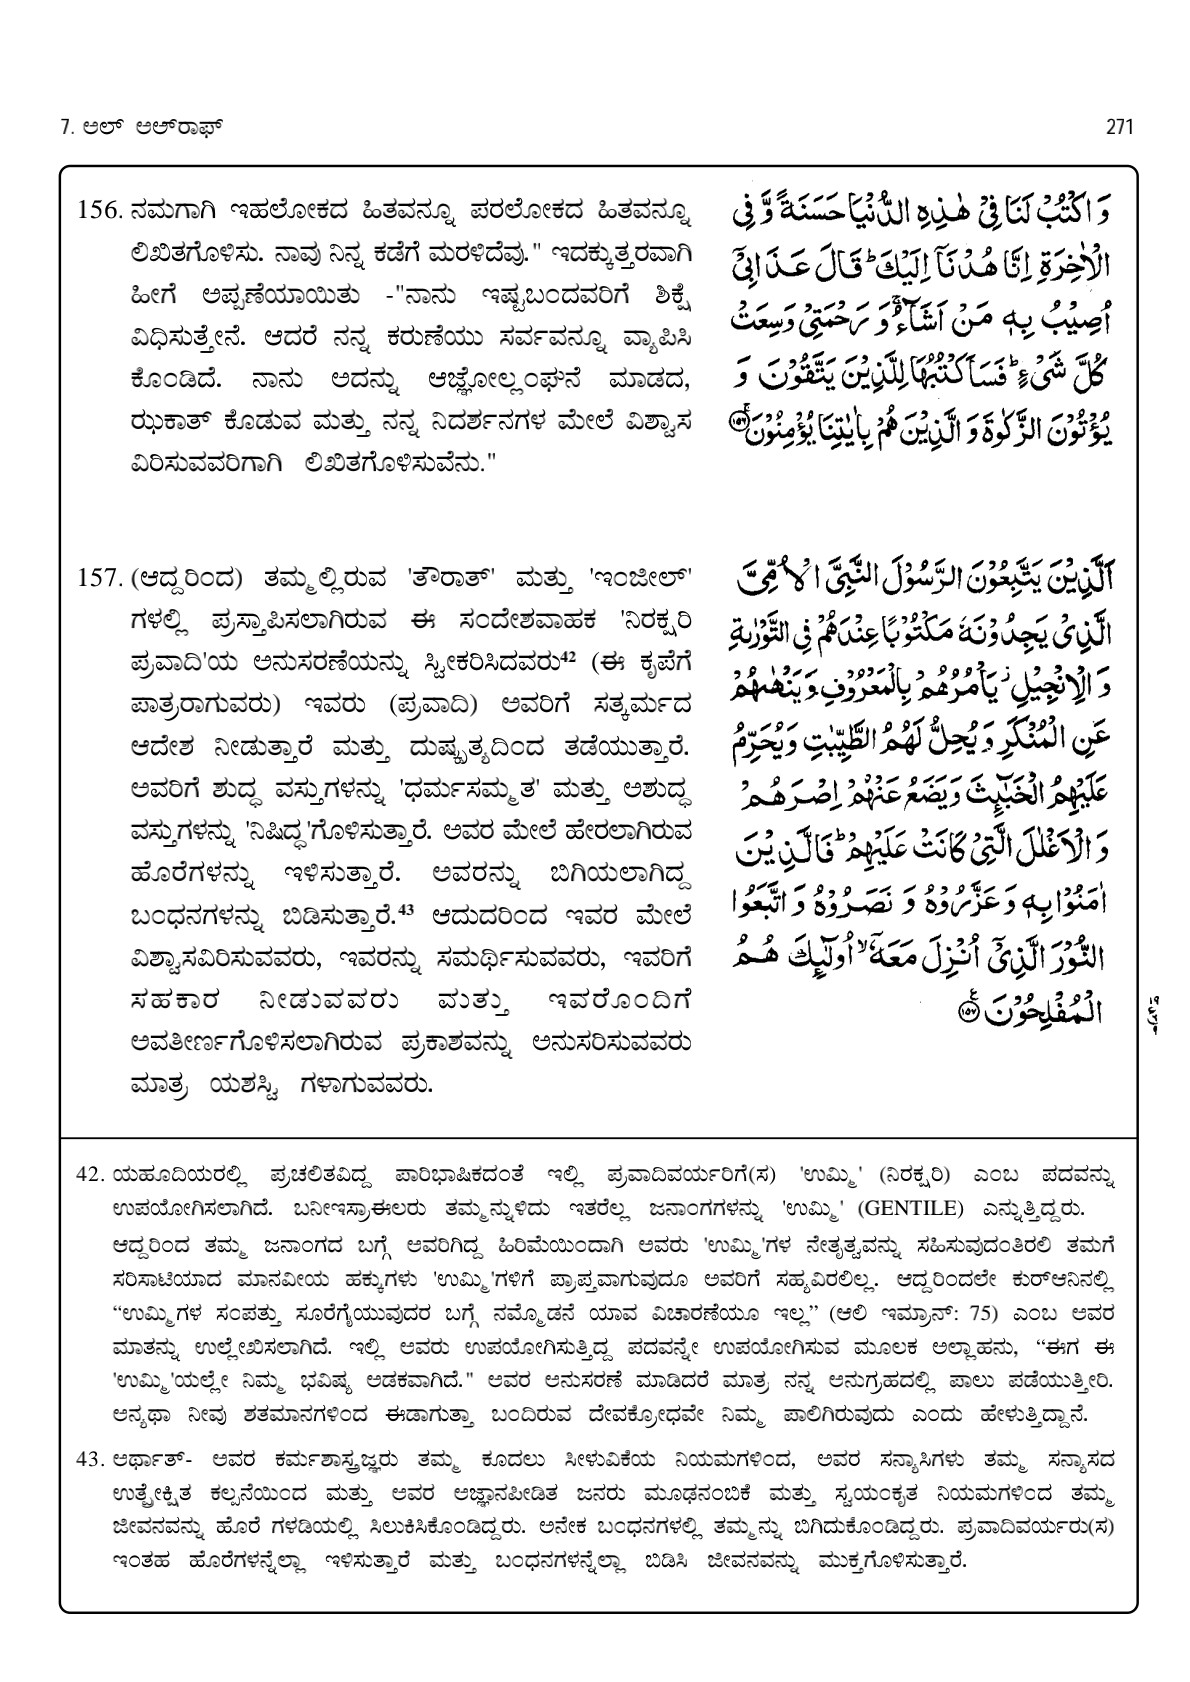 7. ಅಲ್ ಆಅ್‌ರಾಫ್
271
156. ನಮಗಾಗಿ ಇಹಲೋಕದ ಹಿತವನ್ನೂ ಪರಲೋಕದ ಹಿತವನ್ನೂ
ಲಿಖಿತಗೊಳಿಸು. ನಾವು ನಿನ್ನ ಕಡೆಗೆ ಮರಳಿದೆವು." ಇದಕ್ಕುತ್ತರವಾಗಿ
ಹೀಗೆ ಅಪ್ಪಣೆಯಾಯಿತು -"ನಾನು ಇಷ್ಟಬಂದವರಿಗೆ ಶಿಕ್ಷೆ
ವಿಧಿಸುತ್ತೇನೆ. ಆದರೆ ನನ್ನ ಕರುಣೆಯು ಸರ್ವವನ್ನೂ ವ್ಯಾಪಿಸಿ
ಕೊಂಡಿದೆ. ನಾನು ಅದನ್ನು ಆಜ್ಞೋಲ್ಲಂಘನೆ ಮಾಡದ,
ಝಕಾತ್ ಕೊಡುವ ಮತ್ತು ನನ್ನ ನಿದರ್ಶನಗಳ ಮೇಲೆ ವಿಶ್ವಾಸ
ವಿರಿಸುವವರಿಗಾಗಿ ಲಿಖಿತಗೊಳಿಸುವೆನು."
وَ اكْتُبْ لَنَا فِیْ هٰذِهِ الدُّنْیَا حَسَنَةً وَّ فِی
الْاٰخِرَةِ اِنَّا هُدْنَاۤ اِلَیْكَ ؕ قَالَ عَذَابِیْۤ
اُصِیْبُ بِهٖ مَنْ اَشَآءُ ۚ وَ رَحْمَتِیْ وَسِعَتْ
كُلَّ شَیْءٍ ؕ فَسَاَكْتُبُهَا لِلَّذِیْنَ یَتَّقُوْنَ وَ
یُؤْتُوْنَ الزَّكٰوةَ وَ الَّذِیْنَ هُمْ بِاٰیٰتِنَا یُؤْمِنُوْنَ ۚ﴿۱۵۶﴾
157. (ಆದ್ದರಿಂದ) ತಮ್ಮಲ್ಲಿರುವ 'ತೌರಾತ್' ಮತ್ತು 'ಇಂಜೀಲ್'
ಗಳಲ್ಲಿ ಪ್ರಸ್ತಾಪಿಸಲಾಗಿರುವ ಈ ಸಂದೇಶವಾಹಕ 'ನಿರಕ್ಷರಿ
ಪ್ರವಾದಿ'ಯ ಅನುಸರಣೆಯನ್ನು ಸ್ವೀಕರಿಸಿದವರು⁴² (ಈ ಕೃಪೆಗೆ
ಪಾತ್ರರಾಗುವರು) ಇವರು (ಪ್ರವಾದಿ) ಅವರಿಗೆ ಸತ್ಕರ್ಮದ
ಆದೇಶ ನೀಡುತ್ತಾರೆ ಮತ್ತು ದುಷ್ಕೃತ್ಯದಿಂದ ತಡೆಯುತ್ತಾರೆ.
ಅವರಿಗೆ ಶುದ್ಧ ವಸ್ತುಗಳನ್ನು 'ಧರ್ಮಸಮ್ಮತ' ಮತ್ತು ಅಶುದ್ಧ
ವಸ್ತುಗಳನ್ನು 'ನಿಷಿದ್ಧ'ಗೊಳಿಸುತ್ತಾರೆ. ಅವರ ಮೇಲೆ ಹೇರಲಾಗಿರುವ
ಹೊರೆಗಳನ್ನು ಇಳಿಸುತ್ತಾರೆ. ಅವರನ್ನು ಬಿಗಿಯಲಾಗಿದ್ದ
ಬಂಧನಗಳನ್ನು ಬಿಡಿಸುತ್ತಾರೆ.⁴³ ಆದುದರಿಂದ ಇವರ ಮೇಲೆ
ವಿಶ್ವಾಸವಿರಿಸುವವರು, ಇವರನ್ನು ಸಮರ್ಥಿಸುವವರು, ಇವರಿಗೆ
ಸಹಕಾರ ನೀಡುವವರು ಮತ್ತು ಇವರೊಂದಿಗೆ
ಅವತೀರ್ಣಗೊಳಿಸಲಾಗಿರುವ ಪ್ರಕಾಶವನ್ನು ಅನುಸರಿಸುವವರು
ಮಾತ್ರ ಯಶಸ್ವಿ ಗಳಾಗುವವರು.
اَلَّذِیْنَ یَتَّبِعُوْنَ الرَّسُوْلَ النَّبِیَّ الْاُمِّیَّ
الَّذِیْ یَجِدُوْنَهٗ مَكْتُوْبًا عِنْدَهُمْ فِی التَّوْرٰىةِ
وَ الْاِنْجِیْلِ ؗ یَاْمُرُهُمْ بِالْمَعْرُوْفِ وَ یَنْهٰىهُمْ
عَنِ الْمُنْكَرِ وَ یُحِلُّ لَهُمُ الطَّیِّبٰتِ وَ یُحَرِّمُ
عَلَیْهِمُ الْخَبٰٓىِٕثَ وَ یَضَعُ عَنْهُمْ اِصْرَهُمْ
وَ الْاَغْلٰلَ الَّتِیْ كَانَتْ عَلَیْهِمْ ؕ فَالَّذِیْنَ
اٰمَنُوْا بِهٖ وَ عَزَّرُوْهُ وَ نَصَرُوْهُ وَ اتَّبَعُوا
النُّوْرَ الَّذِیْۤ اُنْزِلَ مَعَهٗۤ ۙ اُولٰٓىِٕكَ هُمُ
الْمُفْلِحُوْنَ ﴿۱۵۷﴾
42. ಯಹೂದಿಯರಲ್ಲಿ ಪ್ರಚಲಿತವಿದ್ದ ಪಾರಿಭಾಷಿಕದಂತೆ ಇಲ್ಲಿ ಪ್ರವಾದಿವರ್ಯರಿಗೆ(ಸ) 'ಉಮ್ಮಿ' (ನಿರಕ್ಷರಿ) ಎಂಬ ಪದವನ್ನು
ಉಪಯೋಗಿಸಲಾಗಿದೆ. ಬನೀಇಸ್ರಾಈಲರು ತಮ್ಮನ್ನುಳಿದು ಇತರೆಲ್ಲ ಜನಾಂಗಗಳನ್ನು 'ಉಮ್ಮಿ' (GENTILE) ಎನ್ನುತ್ತಿದ್ದರು.
ಆದ್ದರಿಂದ ತಮ್ಮ ಜನಾಂಗದ ಬಗ್ಗೆ ಅವರಿಗಿದ್ದ ಹಿರಿಮೆಯಿಂದಾಗಿ ಅವರು 'ಉಮ್ಮಿ'ಗಳ ನೇತೃತ್ವವನ್ನು ಸಹಿಸುವುದಂತಿರಲಿ ತಮಗೆ
ಸರಿಸಾಟಿಯಾದ ಮಾನವೀಯ ಹಕ್ಕುಗಳು 'ಉಮ್ಮಿ'ಗಳಿಗೆ ಪ್ರಾಪ್ತವಾಗುವುದೂ ಅವರಿಗೆ ಸಹ್ಯವಿರಲಿಲ್ಲ. ಆದ್ದರಿಂದಲೇ ಕುರ್‌ಆನಿನಲ್ಲಿ
“ಉಮ್ಮಿಗಳ ಸಂಪತ್ತು ಸೂರೆಗೈಯುವುದರ ಬಗ್ಗೆ ನಮ್ಮೊಡನೆ ಯಾವ ವಿಚಾರಣೆಯೂ ಇಲ್ಲ” (ಆಲಿ ಇಮ್ರಾನ್: 75) ಎಂಬ ಅವರ
ಮಾತನ್ನು ಉಲ್ಲೇಖಿಸಲಾಗಿದೆ. ಇಲ್ಲಿ ಅವರು ಉಪಯೋಗಿಸುತ್ತಿದ್ದ ಪದವನ್ನೇ ಉಪಯೋಗಿಸುವ ಮೂಲಕ ಅಲ್ಲಾಹನು, “ಈಗ ಈ
'ಉಮ್ಮಿ'ಯಲ್ಲೇ ನಿಮ್ಮ ಭವಿಷ್ಯ ಅಡಕವಾಗಿದೆ." ಅವರ ಅನುಸರಣೆ ಮಾಡಿದರೆ ಮಾತ್ರ ನನ್ನ ಅನುಗ್ರಹದಲ್ಲಿ ಪಾಲು ಪಡೆಯುತ್ತೀರಿ.
ಅನ್ಯಥಾ ನೀವು ಶತಮಾನಗಳಿಂದ ಈಡಾಗುತ್ತಾ ಬಂದಿರುವ ದೇವಕ್ರೋಧವೇ ನಿಮ್ಮ ಪಾಲಿಗಿರುವುದು ಎಂದು ಹೇಳುತ್ತಿದ್ದಾನೆ.
43. ಅರ್ಥಾತ್- ಅವರ ಕರ್ಮಶಾಸ್ತ್ರಜ್ಞರು ತಮ್ಮ ಕೂದಲು ಸೀಳುವಿಕೆಯ ನಿಯಮಗಳಿಂದ, ಅವರ ಸನ್ಯಾಸಿಗಳು ತಮ್ಮ ಸನ್ಯಾಸದ
ಉತ್ಪ್ರೇಕ್ಷಿತ ಕಲ್ಪನೆಯಿಂದ ಮತ್ತು ಅವರ ಅಜ್ಞಾನಪೀಡಿತ ಜನರು ಮೂಢನಂಬಿಕೆ ಮತ್ತು ಸ್ವಯಂಕೃತ ನಿಯಮಗಳಿಂದ ತಮ್ಮ
ಜೀವನವನ್ನು ಹೊರೆ ಗಳಡಿಯಲ್ಲಿ ಸಿಲುಕಿಸಿಕೊಂಡಿದ್ದರು. ಅನೇಕ ಬಂಧನಗಳಲ್ಲಿ ತಮ್ಮನ್ನು ಬಿಗಿದುಕೊಂಡಿದ್ದರು. ಪ್ರವಾದಿವರ್ಯರು(ಸ)
ಇಂತಹ ಹೊರೆಗಳನ್ನೆಲ್ಲಾ ಇಳಿಸುತ್ತಾರೆ ಮತ್ತು ಬಂಧನಗಳನ್ನೆಲ್ಲಾ ಬಿಡಿಸಿ ಜೀವನವನ್ನು ಮುಕ್ತಗೊಳಿಸುತ್ತಾರೆ.